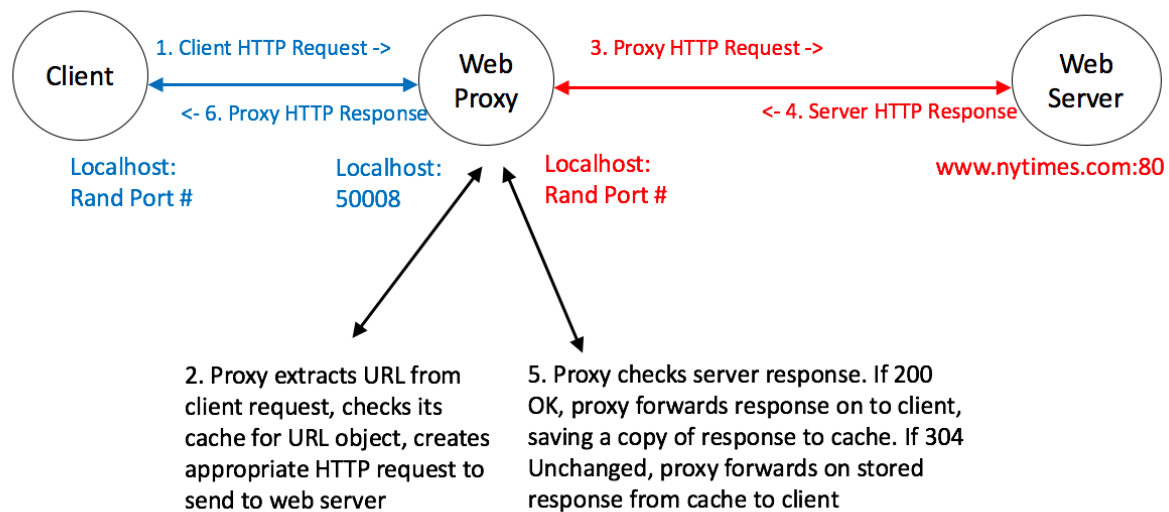 Client
1. Client HTTP Request ->
<- 6. Proxy HTTP Response
Web
Proxy
3. Proxy HTTP Request ->
<- 4. Server HTTP Response
Web
Server
Localhost:
Rand Port #
Localhost:
50008
Localhost:
Rand Port #
www.nytimes.com:80
2. Proxy extracts URL from
client request, checks its
cache for URL object, creates
appropriate HTTP request to
send to web server
5. Proxy checks server response. If 200
OK, proxy forwards response on to client,
saving a copy of response to cache. If 304
Unchanged, proxy forwards on stored
response from cache to client